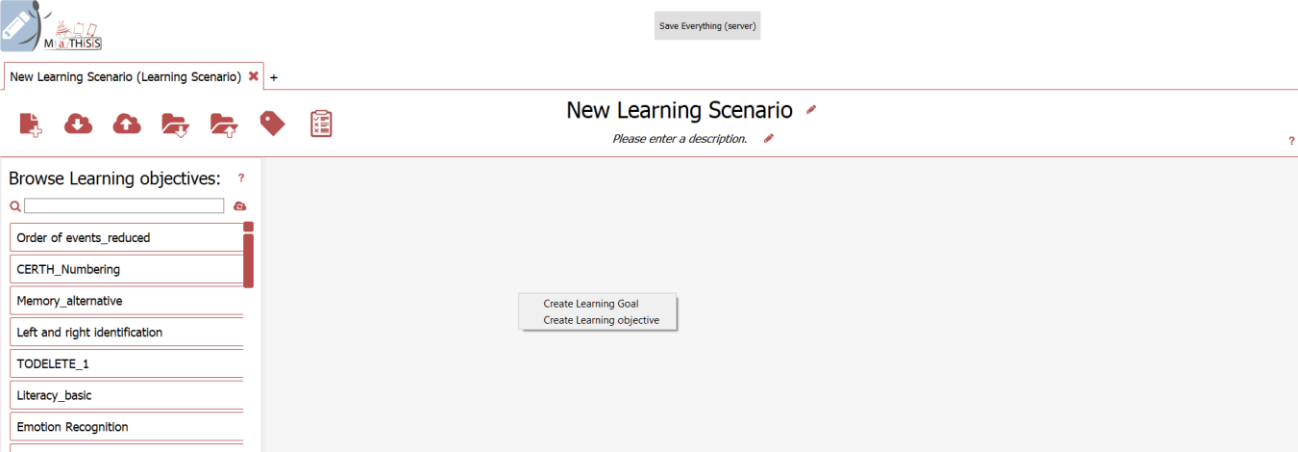 MaTHiSiS
Save Everything (server)
New Learning Scenario (Learning Scenario) ✖ +
New Learning Scenario
Please enter a description.
?
Browse Learning objectives: ?
Order of events_reduced
CERTH_Numbering
Memory_alternative
Left and right identification
TODELETE_1
Literacy_basic
Emotion Recognition
Create Learning Goal
Create Learning objective